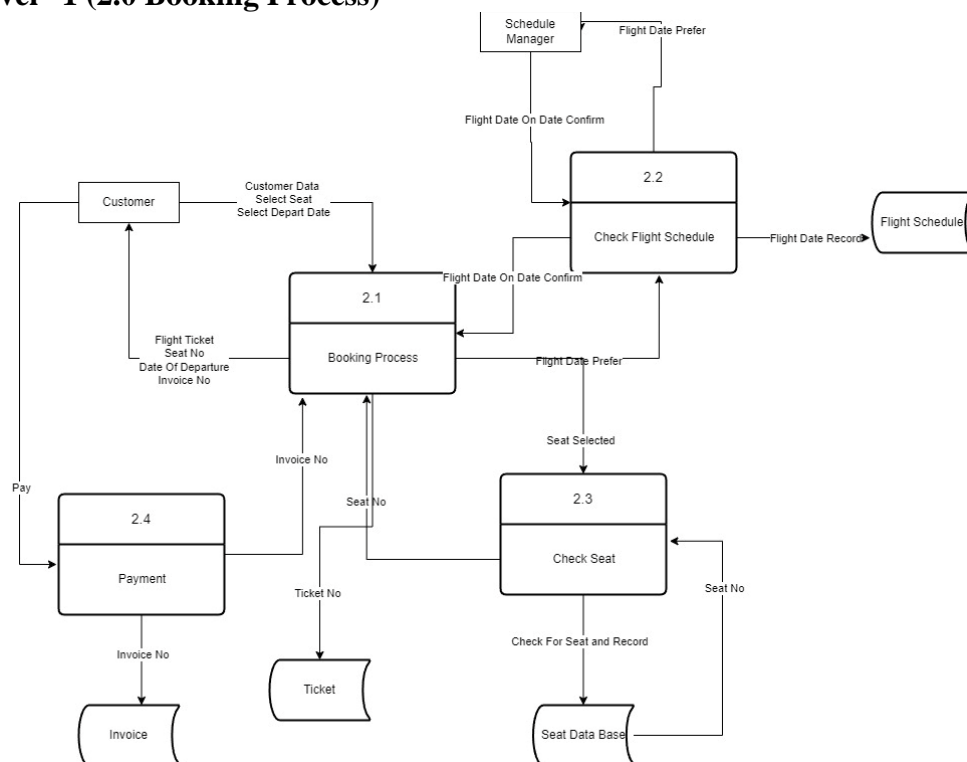 vel -1 (2.0 Booking Process)
Schedule
Manager
Flight Date Prefer
Flight Date On Date Confirm
2.2
Check Flight Schedule
Flight Date Record
Flight Schedule
Customer
Customer Data
Select Seat
Select Depart Date
Flight Date On Date Confirm
2.1
Booking Process
Flight Ticket
Seat No
Date Of Departure
Invoice No
Flight Date Prefer
Seat Selected
Invoice No
Pay
Seat No
2.4
Payment
2.3
Check Seat
Ticket No
Seat No
Check For Seat and Record
Invoice No
Ticket
Invoice
Seat Data Base